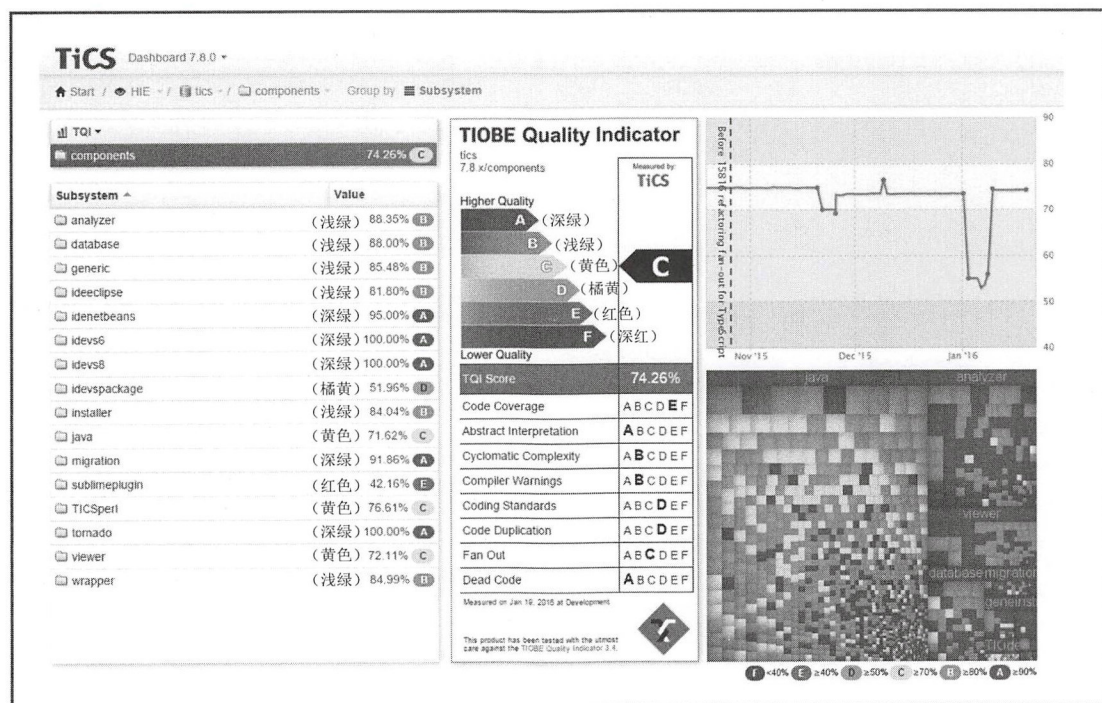 TiCS Dashboard 7.8.0
Start / HIE / tics / components Group by Subsystem
TQI
components 74.26% C
Subsystem Value
analyzer (浅绿) 88.35% B
database (浅绿) 88.00% B
generic (浅绿) 85.48% B
ideeclipse (浅绿) 81.80% B
idenetbeans (深绿) 95.00% A
idevs6 (深绿) 100.00% A
idevs8 (深绿) 100.00% A
idevspackage (橘黄) 51.96% D
installer (浅绿) 84.04% B
java (黄色) 71.62% C
migration (深绿) 91.86% A
sublimeplugin (红色) 42.16% E
TICSperl (黄色) 76.61% C
tornado (深绿) 100.00% A
viewer (黄色) 72.11% C
wrapper (浅绿) 84.99% B
TIOBE Quality Indicator
tics
7.8.x/components
Measured by:
TiCS
Higher Quality
A (深绿)
B (浅绿)
C (黄色) C
D (橘黄)
E (红色)
F (深红)
Lower Quality
TQI Score 74.26%
Code Coverage A B C D E F
Abstract Interpretation A B C D E F
Cyclomatic Complexity A B C D E F
Compiler Warnings A B C D E F
Coding Standards A B C D E F
Code Duplication A B C D E F
Fan Out A B C D E F
Dead Code A B C D E F
Measured on Jan 19, 2016 at Development
This product has been tested with the utmost
care against the TIOBE Quality Indicator 3.4.
Before 15816 refactoring fan-out for TypeScript
90
80
70
60
50
40
Nov '15 Dec '15 Jan '16
java analyzer
viewer
database migration
F <40% E ≥40% D ≥50% C ≥70% B ≥80% A ≥90%